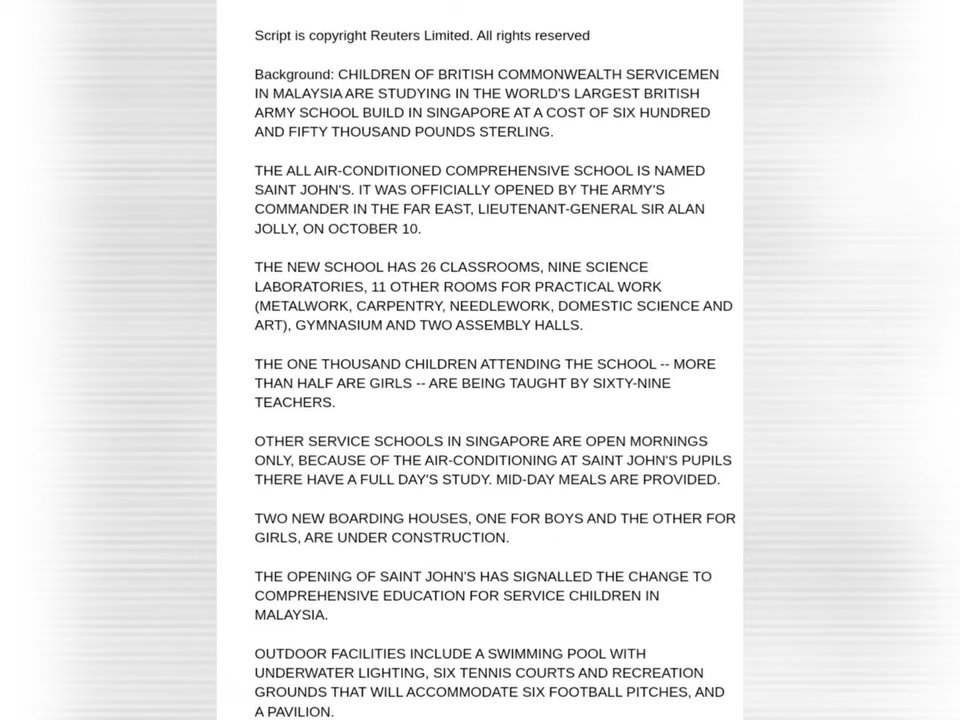 Script is copyright Reuters Limited. All rights reserved
Background: CHILDREN OF BRITISH COMMONWEALTH SERVICEMEN
IN MALAYSIA ARE STUDYING IN THE WORLD'S LARGEST BRITISH
ARMY SCHOOL BUILD IN SINGAPORE AT A COST OF SIX HUNDRED
AND FIFTY THOUSAND POUNDS STERLING.
THE ALL AIR-CONDITIONED COMPREHENSIVE SCHOOL IS NAMED
SAINT JOHN'S. IT WAS OFFICIALLY OPENED BY THE ARMY'S
COMMANDER IN THE FAR EAST, LIEUTENANT-GENERAL SIR ALAN
JOLLY, ON OCTOBER 10.
THE NEW SCHOOL HAS 26 CLASSROOMS, NINE SCIENCE
LABORATORIES, 11 OTHER ROOMS FOR PRACTICAL WORK
(METALWORK, CARPENTRY, NEEDLEWORK, DOMESTIC SCIENCE AND
ART), GYMNASIUM AND TWO ASSEMBLY HALLS.
THE ONE THOUSAND CHILDREN ATTENDING THE SCHOOL -- MORE
THAN HALF ARE GIRLS -- ARE BEING TAUGHT BY SIXTY-NINE
TEACHERS.
OTHER SERVICE SCHOOLS IN SINGAPORE ARE OPEN MORNINGS
ONLY, BECAUSE OF THE AIR-CONDITIONING AT SAINT JOHN'S PUPILS
THERE HAVE A FULL DAY'S STUDY. MID-DAY MEALS ARE PROVIDED.
TWO NEW BOARDING HOUSES, ONE FOR BOYS AND THE OTHER FOR
GIRLS, ARE UNDER CONSTRUCTION.
THE OPENING OF SAINT JOHN'S HAS SIGNALLED THE CHANGE TO
COMPREHENSIVE EDUCATION FOR SERVICE CHILDREN IN
MALAYSIA.
OUTDOOR FACILITIES INCLUDE A SWIMMING POOL WITH
UNDERWATER LIGHTING, SIX TENNIS COURTS AND RECREATION
GROUNDS THAT WILL ACCOMMODATE SIX FOOTBALL PITCHES, AND
A PAVILION.